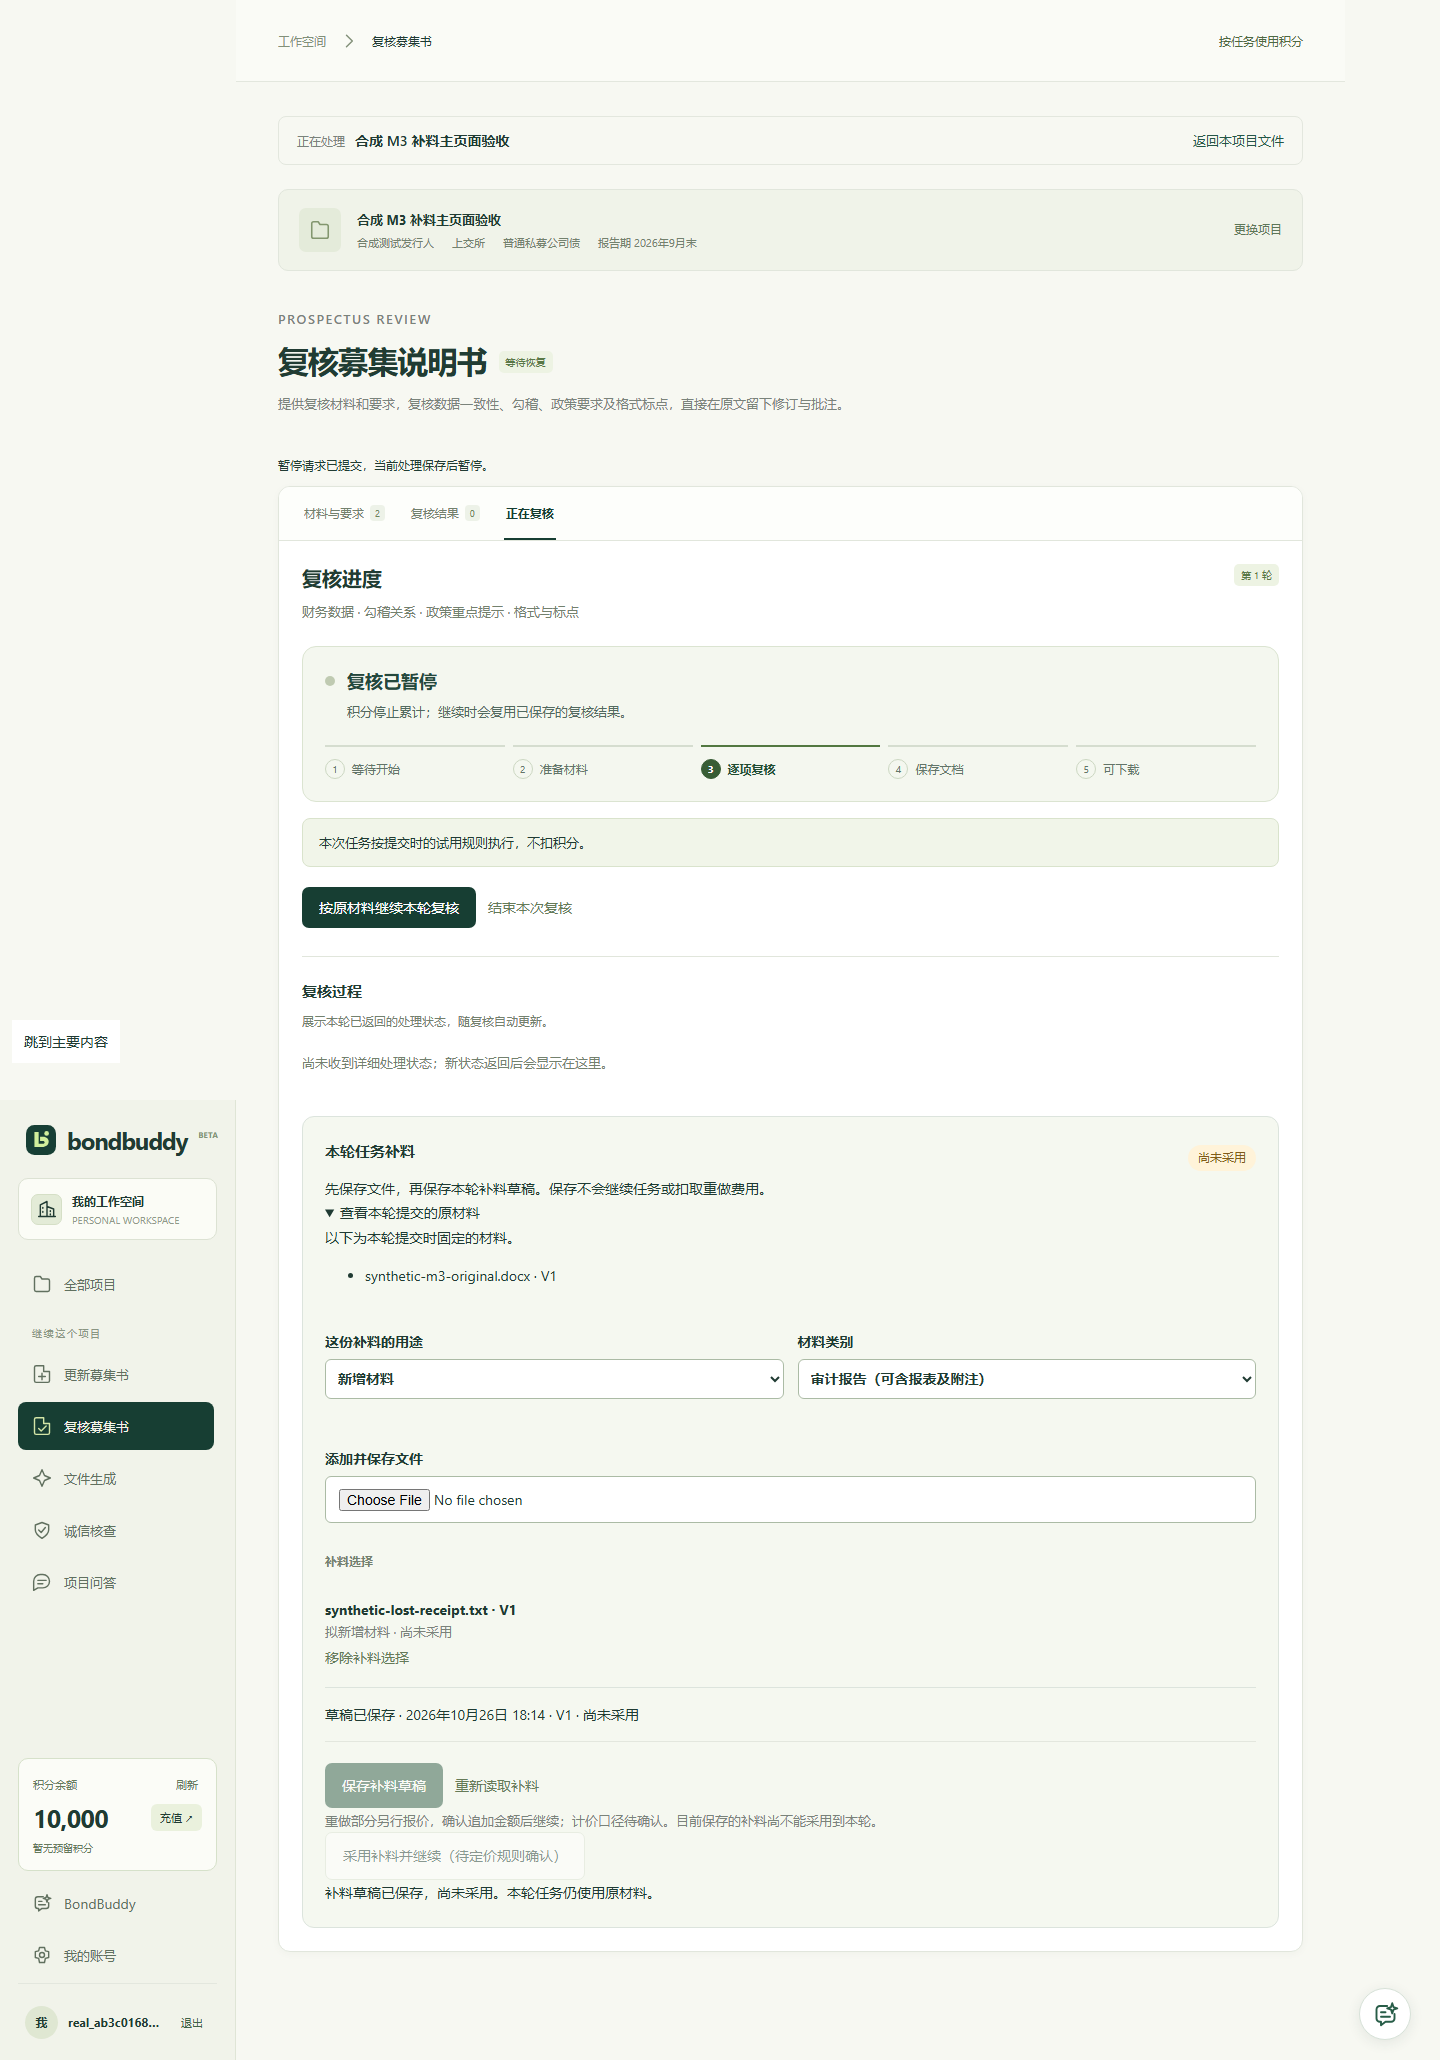 工作空间
复核募集书
按任务使用积分
正在处理 合成 M3 补料主页面验收
返回本项目文件
合成 M3 补料主页面验收
合成测试发行人 上交所 普通私募公司债 报告期 2026年9月末
更换项目
PROSPECTUS REVIEW
复核募集说明书 等待恢复
提供复核材料和要求，复核数据一致性、勾稽、政策要求及格式标点，直接在原文留下修订与批注。
暂停请求已提交，当前处理保存后暂停。
材料与要求 2 复核结果 0 正在复核
复核进度
第 1 轮
财务数据 · 勾稽关系 · 政策重点提示 · 格式与标点
复核已暂停
积分停止累计；继续时会复用已保存的复核结果。
1 等待开始 2 准备材料 3 逐项复核 4 保存文档 5 可下载
本次任务按提交时的试用规则执行，不扣积分。
按原材料继续本轮复核 结束本次复核
复核过程
展示本轮已返回的处理状态，随复核自动更新。
尚未收到详细处理状态；新状态返回后会显示在这里。
本轮任务补料
尚未采用
先保存文件，再保存本轮补料草稿。保存不会继续任务或扣取重做费用。
▼ 查看本轮提交的原材料
以下为本轮提交时固定的材料。
• synthetic-m3-original.docx · V1
这份补料的用途 材料类别
新增材料 审计报告（可含报表及附注）
添加并保存文件
Choose File No file chosen
补料选择
synthetic-lost-receipt.txt · V1
拟新增材料 · 尚未采用
移除补料选择
草稿已保存 · 2026年10月26日 18:14 · V1 · 尚未采用
保存补料草稿 重新读取补料
重做部分另行报价，确认追加金额后继续；计价口径待确认。目前保存的补料尚不能采用到本轮。
采用补料并继续（待定价规则确认）
补料草稿已保存，尚未采用。本轮任务仍使用原材料。
跳到主要内容
bondbuddy BETA
我的工作空间
PERSONAL WORKSPACE
全部项目
继续这个项目
更新募集书
复核募集书
文件生成
诚信核查
项目问答
积分余额 刷新
10,000 充值 ↗
暂无预留积分
BondBuddy
我的账号
我 real_ab3c0168... 退出